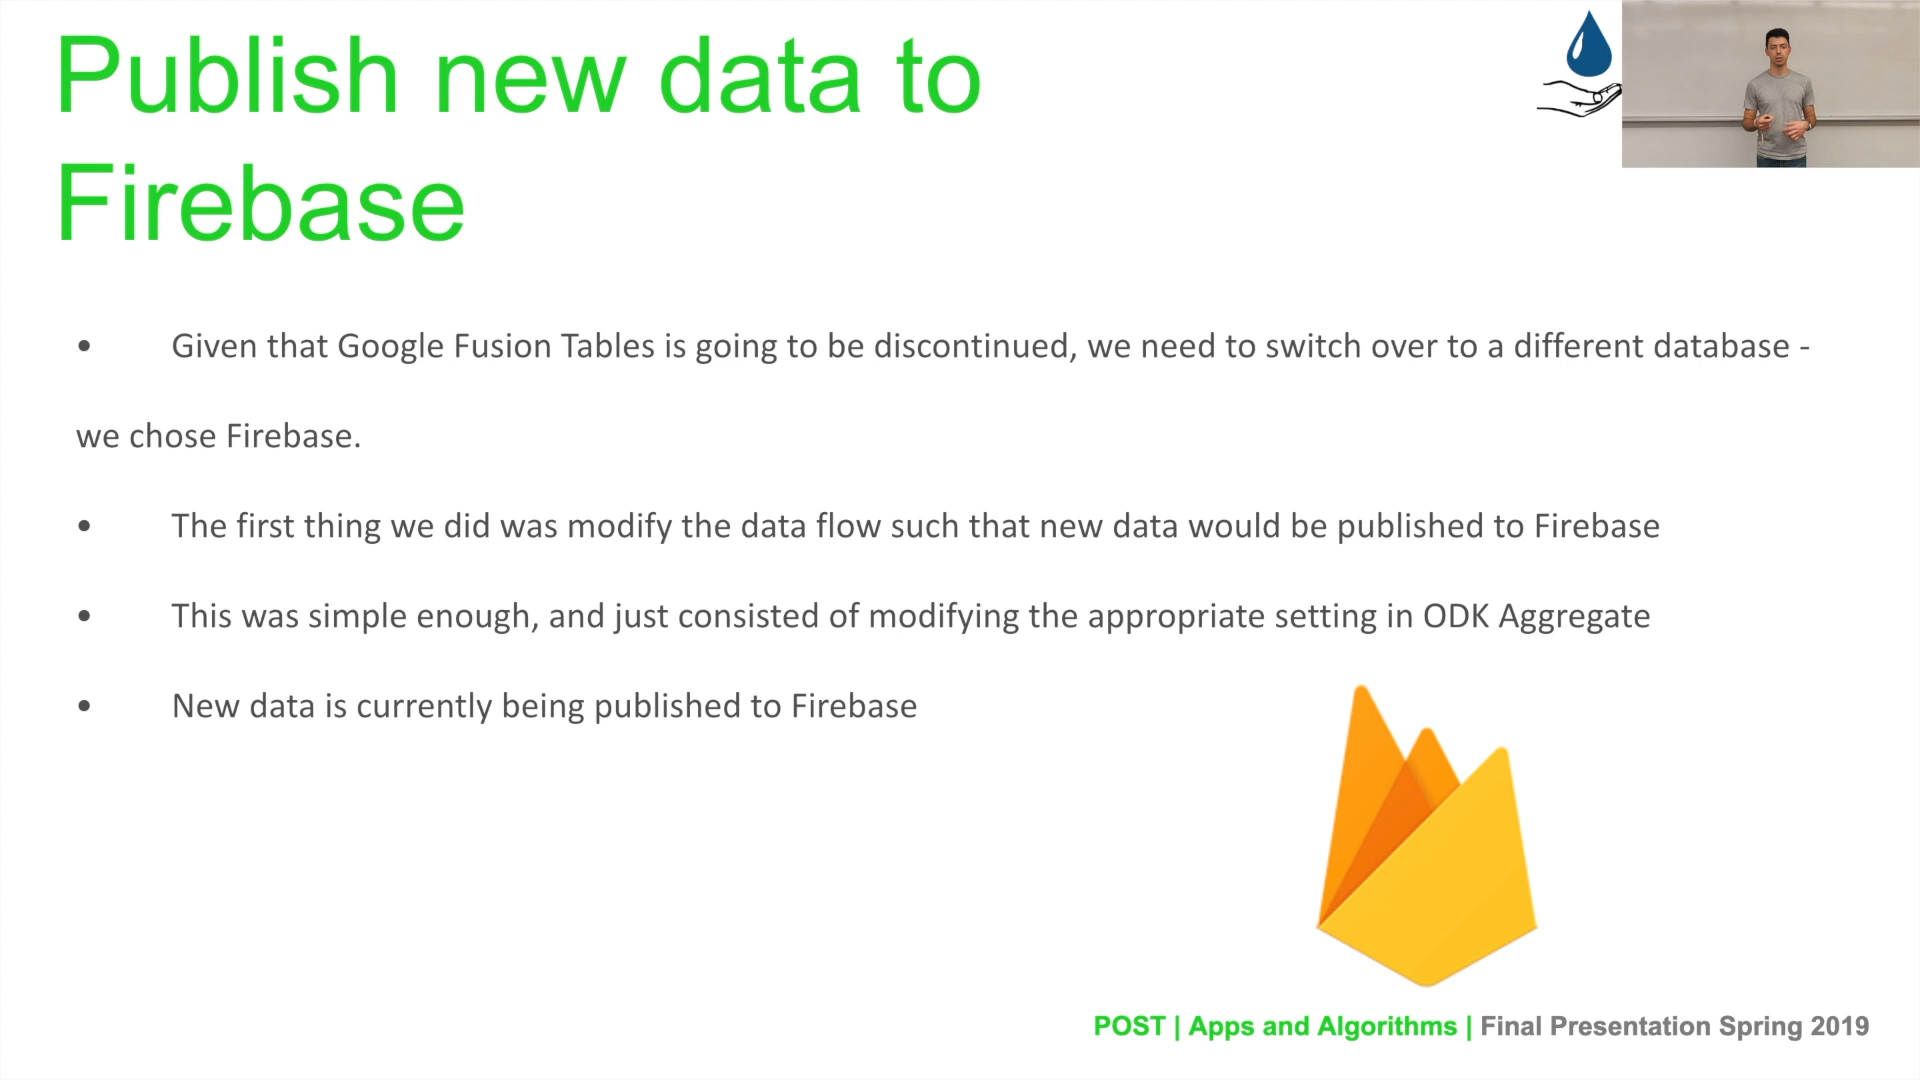 Publish new data to
Firebase
• Given that Google Fusion Tables is going to be discontinued, we need to switch over to a different database -
we chose Firebase.
• The first thing we did was modify the data flow such that new data would be published to Firebase
• This was simple enough, and just consisted of modifying the appropriate setting in ODK Aggregate
• New data is currently being published to Firebase
POST | Apps and Algorithms | Final Presentation Spring 2019